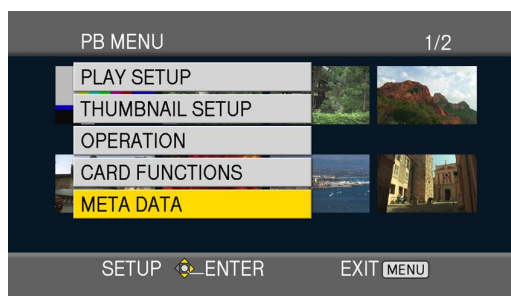 PB MENU 1/2
PLAY SETUP
THUMBNAIL SETUP
OPERATION
CARD FUNCTIONS
META DATA
SETUP ENTER EXIT MENU